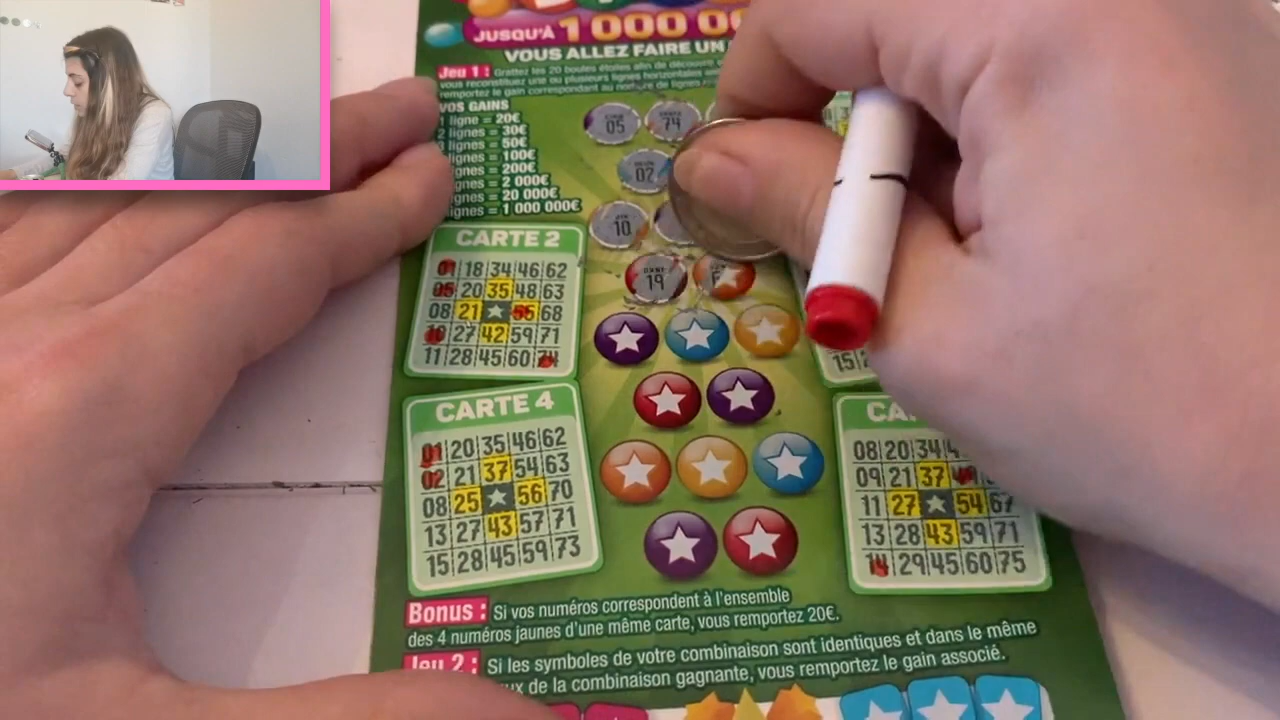 JUSQU'À 1 000 00
VOUS ALLEZ FAIRE UN
Jeu 1 : Grattez les 20 boules étoiles afin de découvrir
vous reconstituez une ou plusieurs lignes horizontales
remportez le gain correspondant au nombre de lignes
VOS GAINS
1 ligne = 20€
2 lignes = 30€
lignes = 50€
lignes = 100€
gnes = 200€
gnes = 2 000€
gnes = 20 000€
ignes = 1 000 000€
05 74
02
10
19
CARTE 2
01 18 34 46 62
05 20 35 48 63
08 21 55 68
10 27 42 59 71
11 28 45 60 74
15
CARTE 4
01 20 35 46 62
02 21 37 54 63
08 25 56 70
13 27 43 57 71
15 28 45 59 73
CA
08 20 34
09 21 37
11 27 54 67
13 28 43 59 71
14 29 45 60 75
Bonus : Si vos numéros correspondent à l'ensemble
des 4 numéros jaunes d'une même carte, vous remportez 20€.
Jeu 2 : Si les symboles de votre combinaison sont identiques et dans le même
ux de la combinaison gagnante, vous remportez le gain associé.